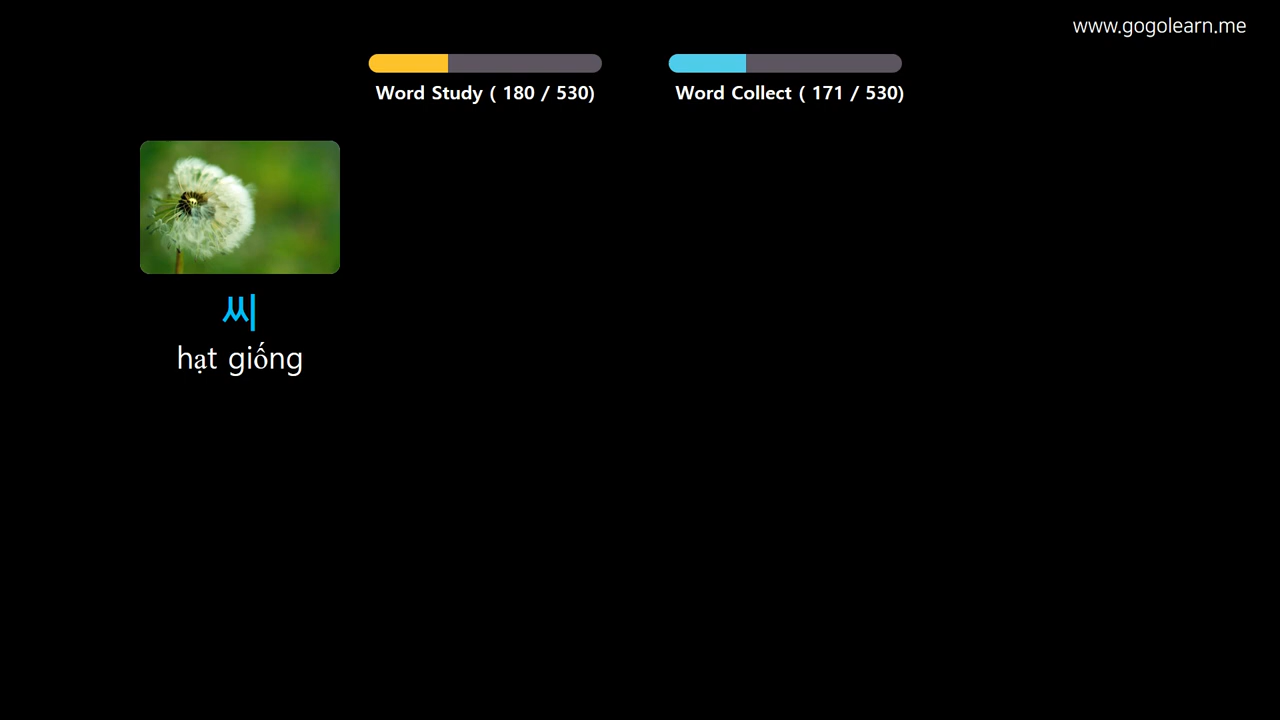 www.gogolearn.me
Word Study ( 180 / 530)
Word Collect ( 171 / 530)
씨
hạt giống